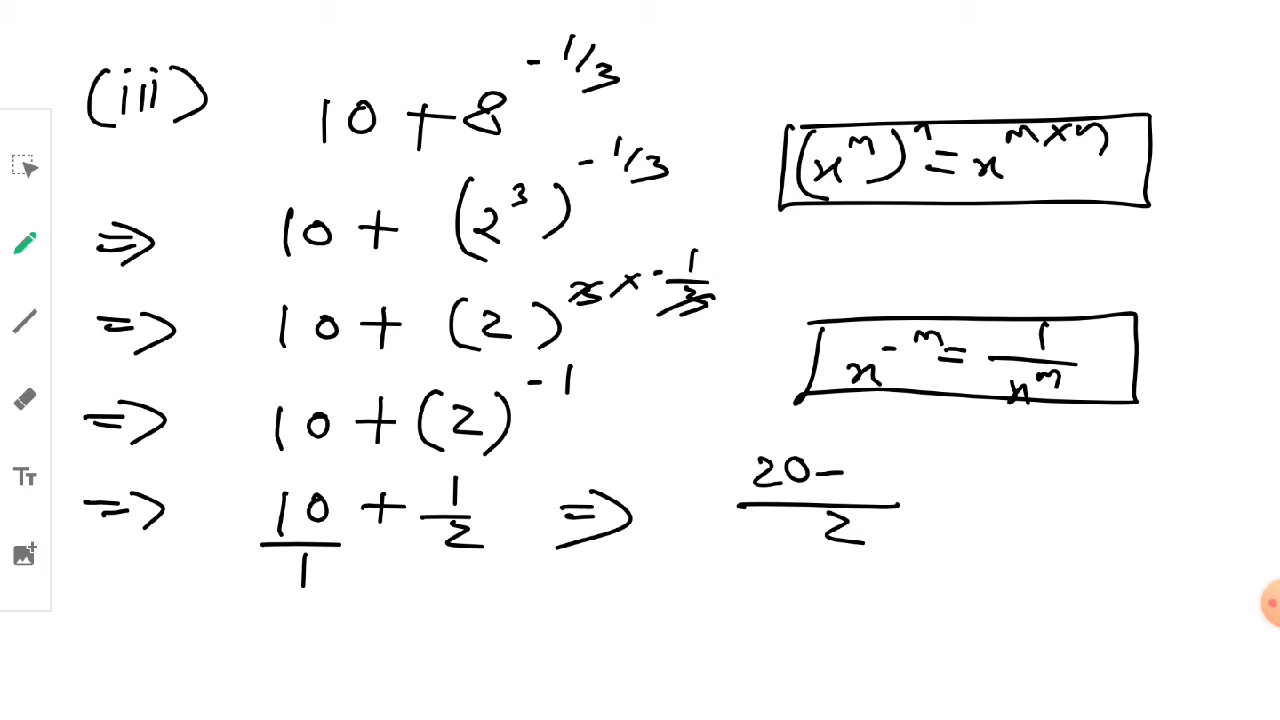 (iii) 10 + 8^(-1/3)
⇒ 10 + (2^3)^(-1/3)
=> 10 + (2)^(3 × -1/3)
=> 10 + (2)^(-1)
=> 10/1 + 1/2 => 20-/2
(x^m)^n = x^(m×n)
x^(-m) = 1/x^m
Tт